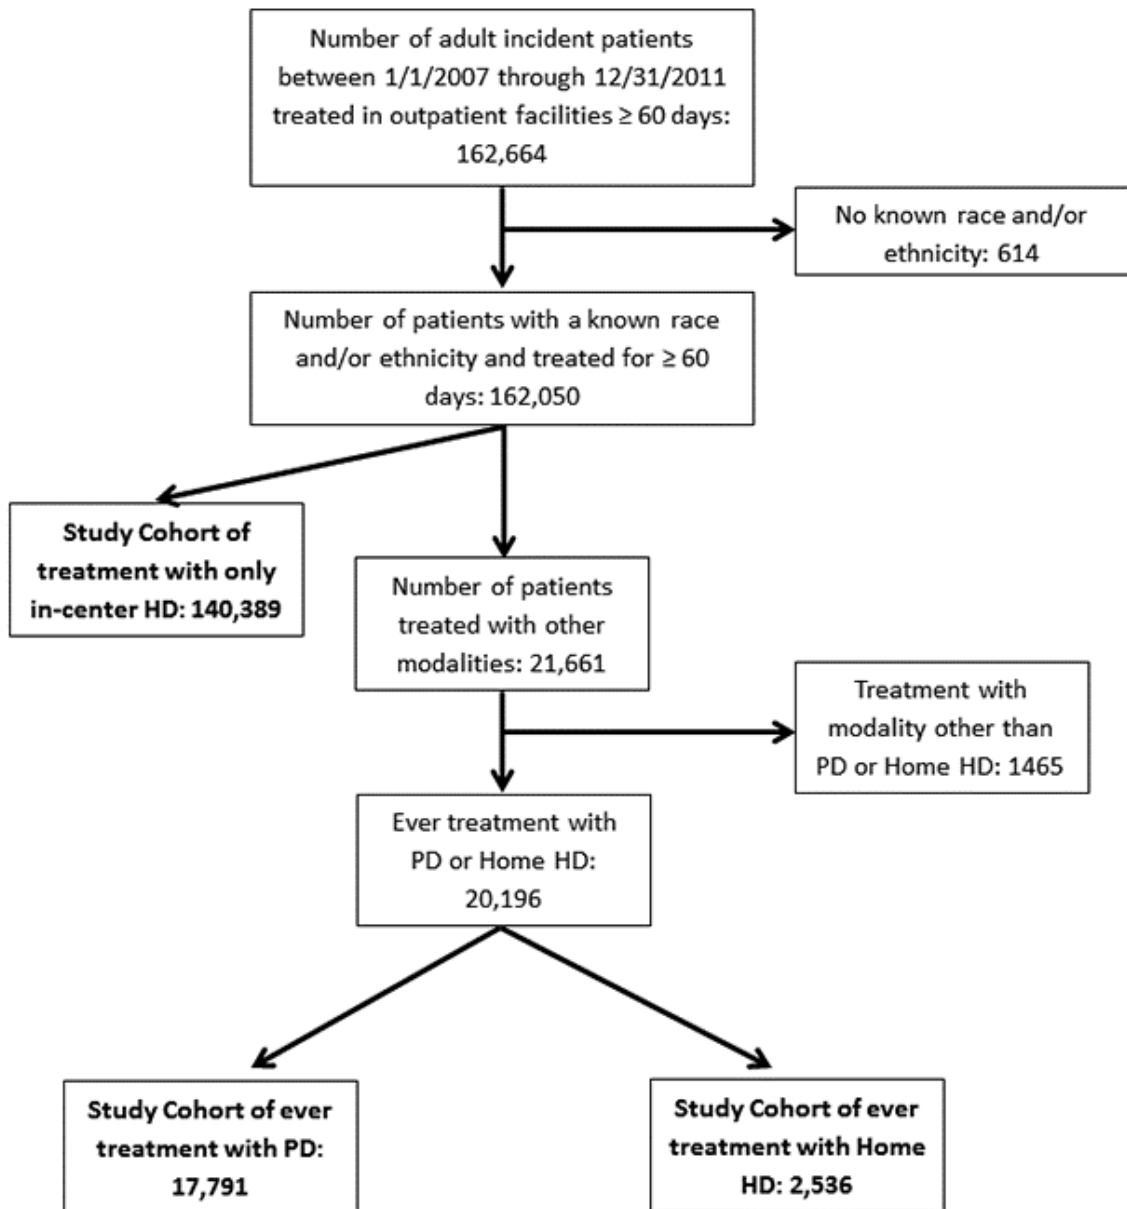 Number of adult incident patients
between 1/1/2007 through 12/31/2011
treated in outpatient facilities ≥ 60 days:
162,664
No known race and/or
ethnicity: 614
Number of patients with a known race
and/or ethnicity and treated for ≥ 60
days: 162,050
Study Cohort of
treatment with only
in-center HD: 140,389
Number of patients
treated with other
modalities: 21,661
Treatment with
modality other than
PD or Home HD: 1465
Ever treatment with
PD or Home HD:
20,196
Study Cohort of ever
treatment with PD:
17,791
Study Cohort of ever
treatment with Home
HD: 2,536